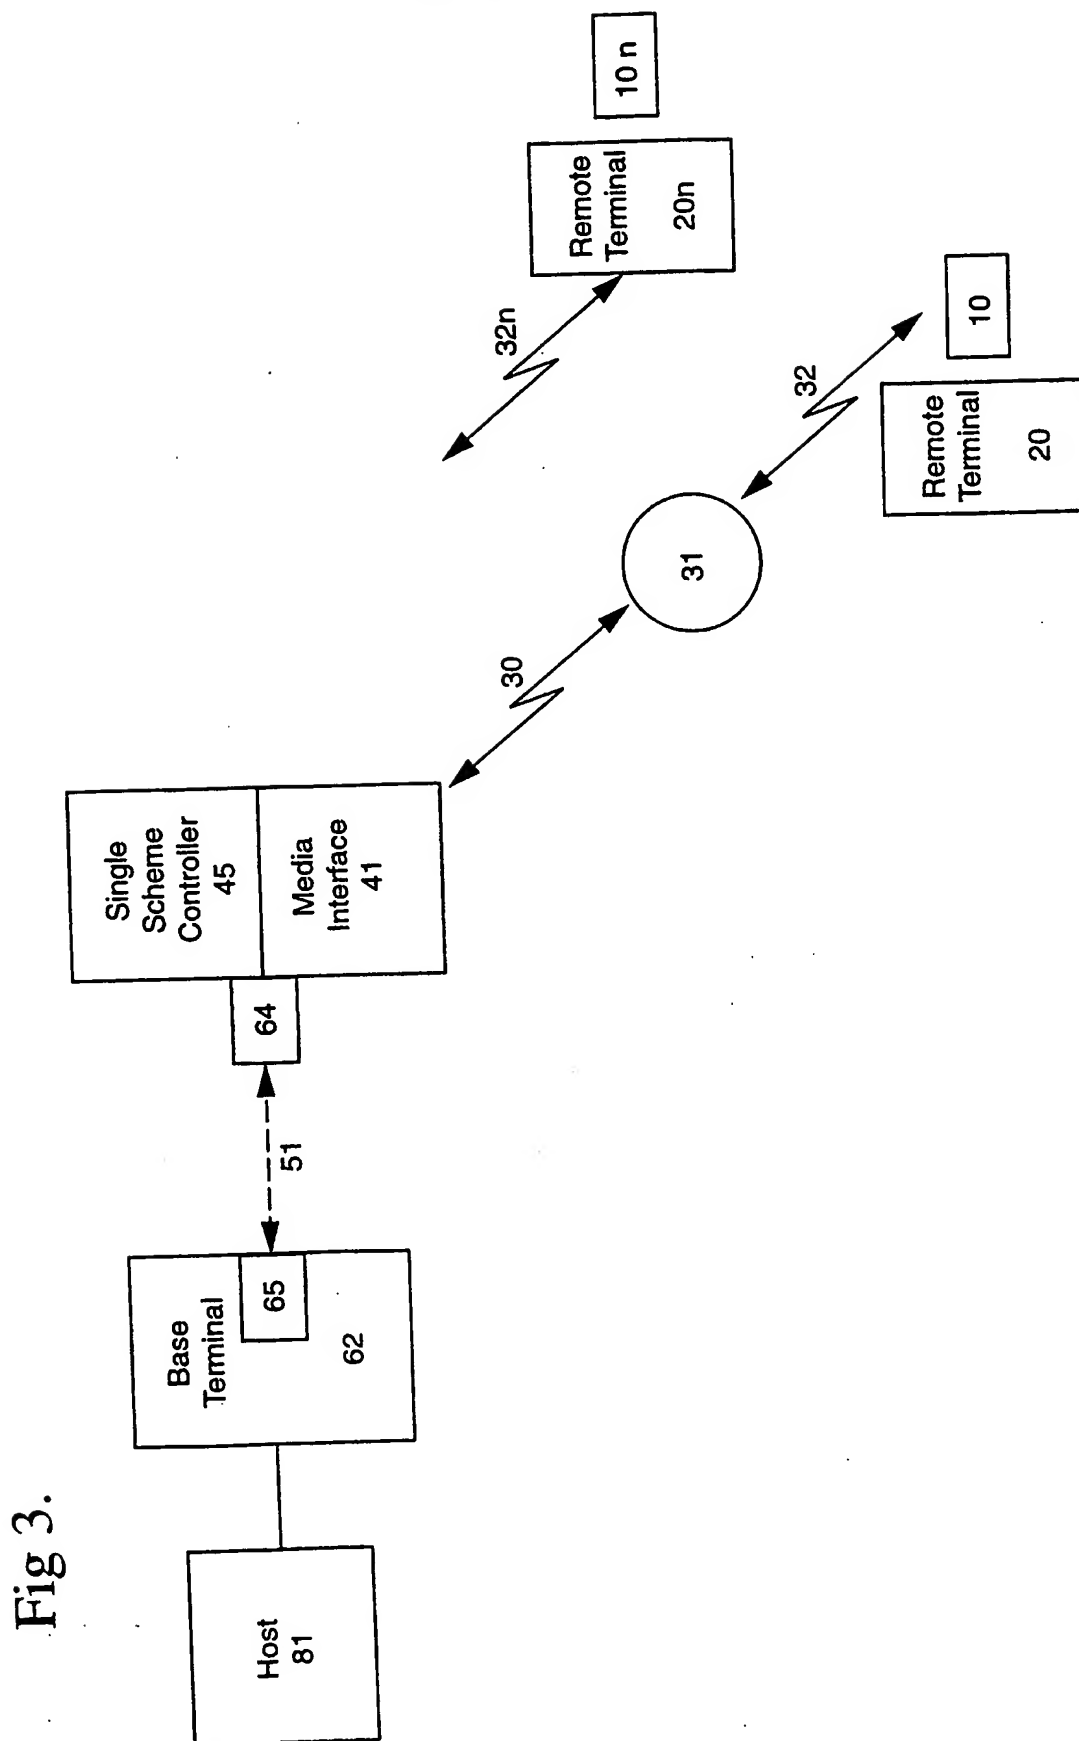 Fig 3.
Host
81
Base
Terminal
65
62
51
64
Single
Scheme
Controller
45
Media
Interface
41
30
31
32n
32
Remote
Terminal
20n
10 n
Remote
Terminal
20
10